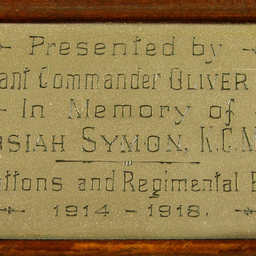 Presented by
ant Commander OLIVER
In Memory of
OSIAH SYMON, K.C.M
ttons and Regimental
1914 - 1918.